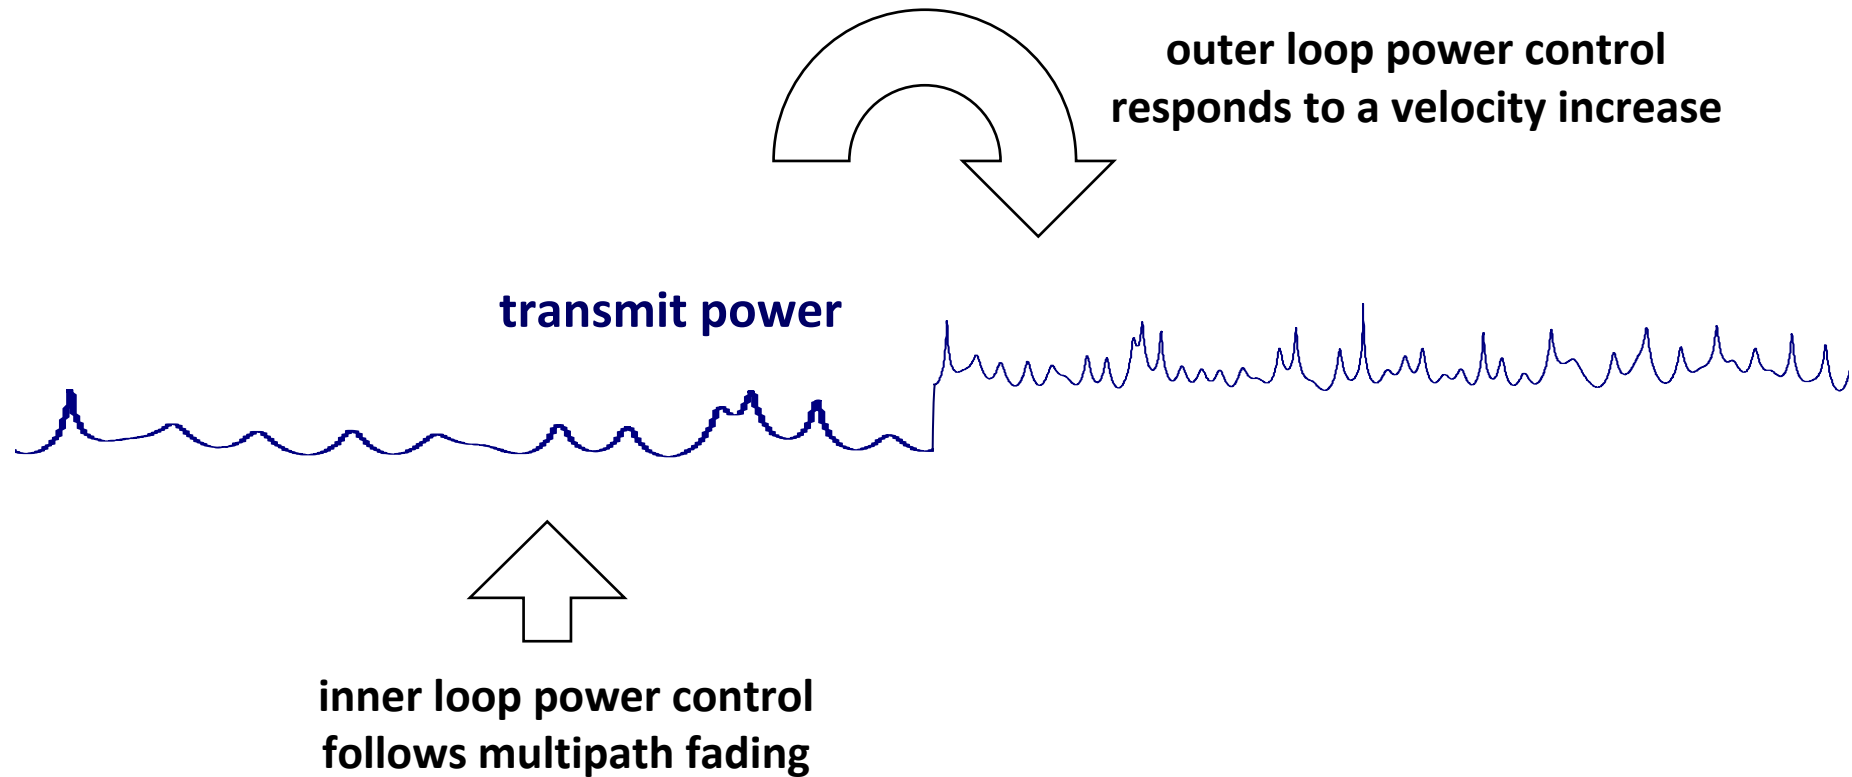 outer loop power control
responds to a velocity increase
transmit power
inner loop power control
follows multipath fading